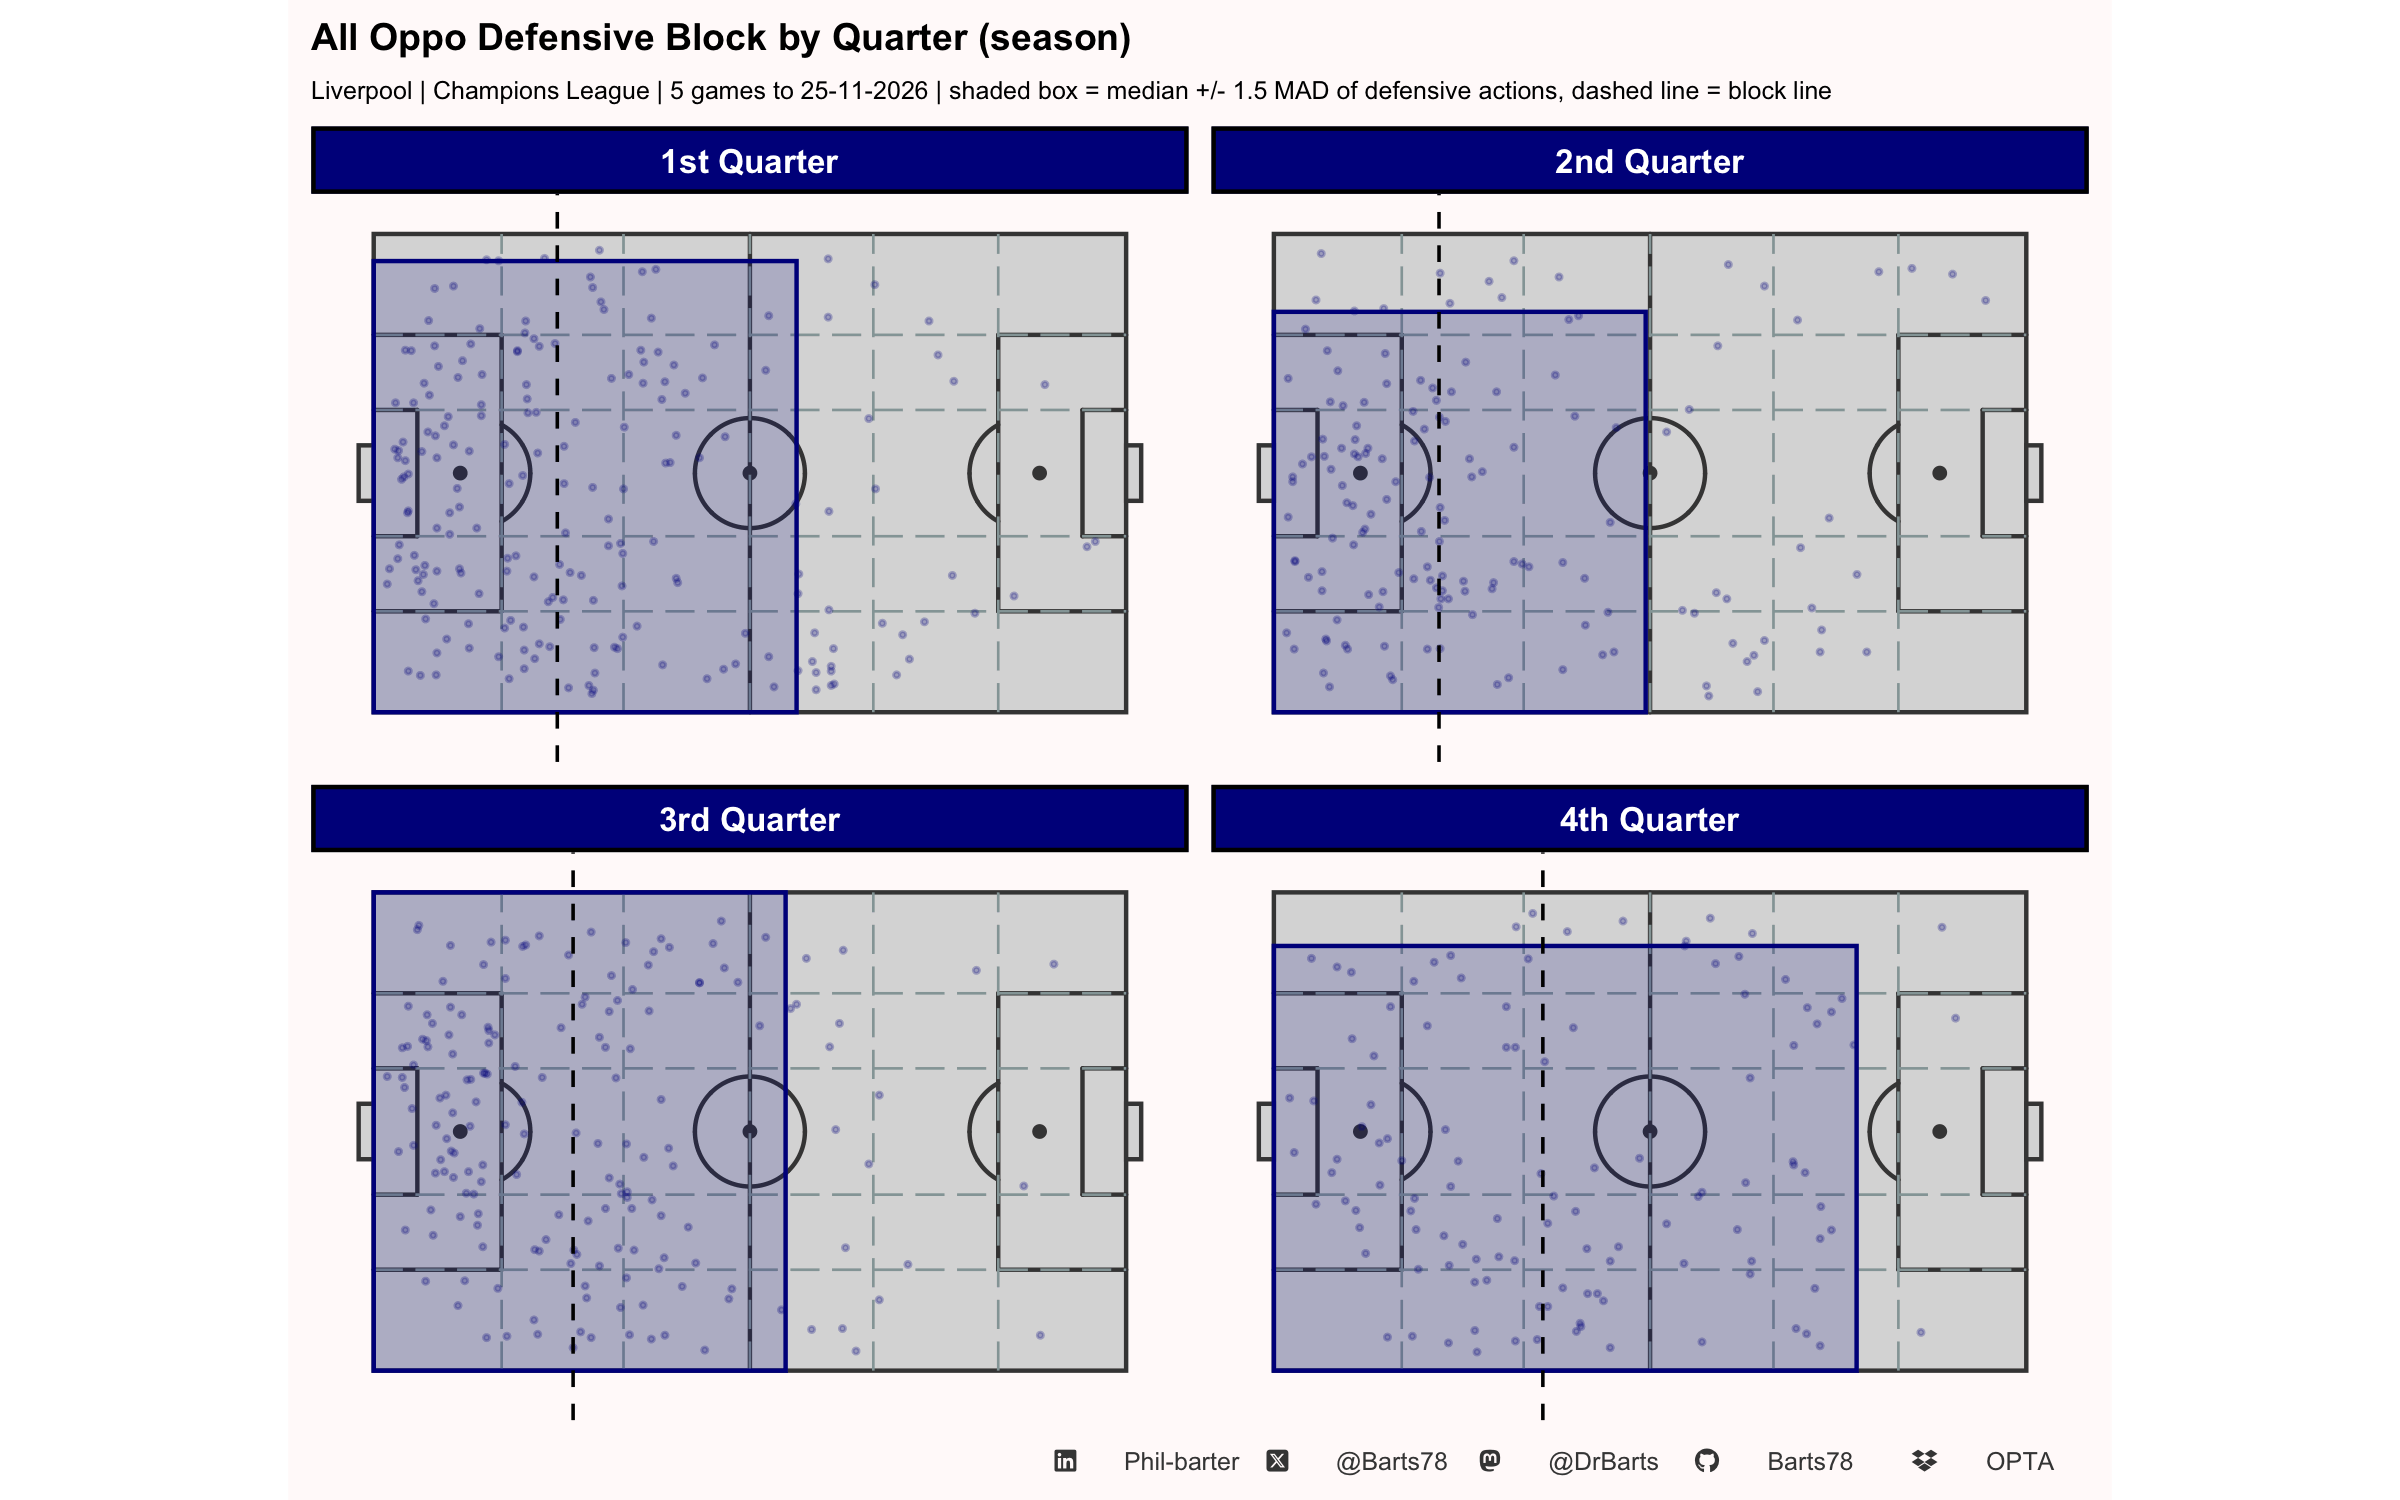 All Oppo Defensive Block by Quarter (season)
Liverpool | Champions League | 5 games to 25-11-2026 | shaded box = median +/- 1.5 MAD of defensive actions, dashed line = block line
1st Quarter
2nd Quarter
3rd Quarter
4th Quarter
Phil-barter @Barts78 @DrBarts Barts78 OPTA